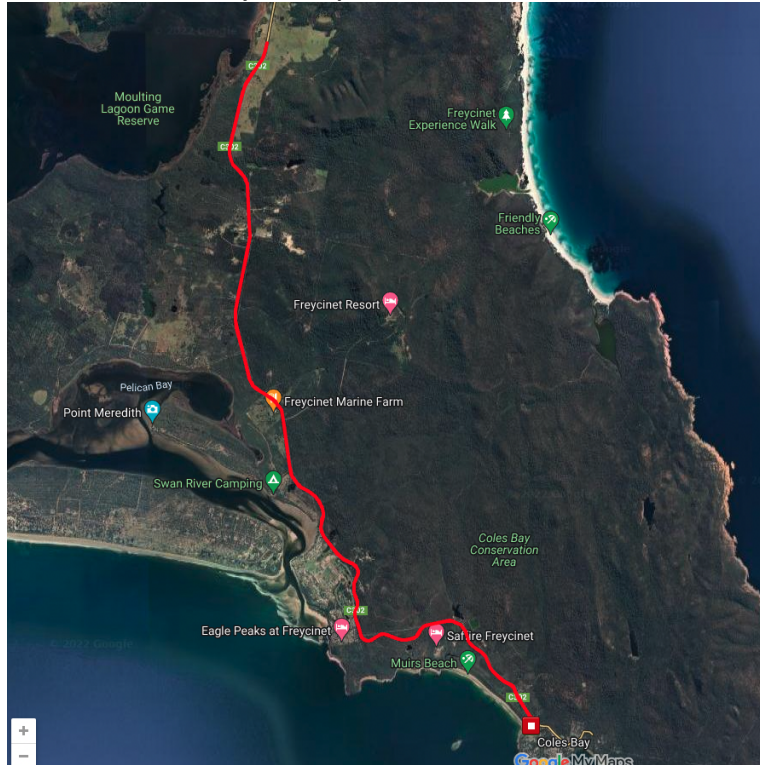 C302
Moulting
Lagoon Game
Reserve
Freycinet
Experience Walk
C302
Friendly
Beaches
Freycinet Resort
Pelican Bay
Freycinet Marine Farm
Point Meredith
Swan River Camping
Coles Bay
Conservation
Area
C302
Eagle Peaks at Freycinet
Saffire Freycinet
Muirs Beach
C302
+
Coles Bay
−
Google My Maps